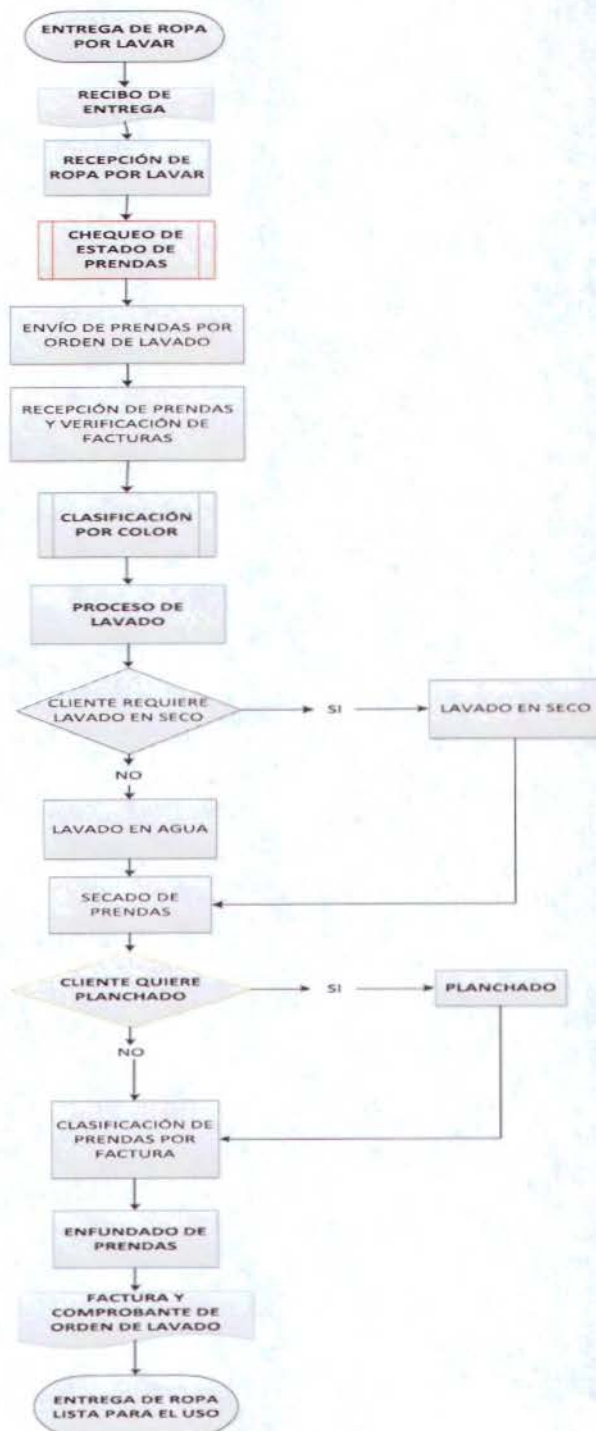 ENTREGA DE ROPA
POR LAVAR
RECIBO DE
ENTREGA
RECEPCIÓN DE
ROPA POR LAVAR
CHEQUEO DE
ESTADO DE
PRENDAS
ENVÍO DE PRENDAS POR
ORDEN DE LAVADO
RECEPCIÓN DE PRENDAS
Y VERIFICACIÓN DE
FACTURAS
CLASIFICACIÓN
POR COLOR
PROCESO DE
LAVADO
CLIENTE REQUIERE
LAVADO EN SECO
SI
LAVADO EN SECO
NO
LAVADO EN AGUA
SECADO DE
PRENDAS
CLIENTE QUIERE
PLANCHADO
SI
PLANCHADO
NO
CLASIFICACIÓN DE
PRENDAS POR
FACTURA
ENFUNDADO DE
PRENDAS
FACTURA Y
COMPROBANTE DE
ORDEN DE LAVADO
ENTREGA DE ROPA
LISTA PARA EL USO